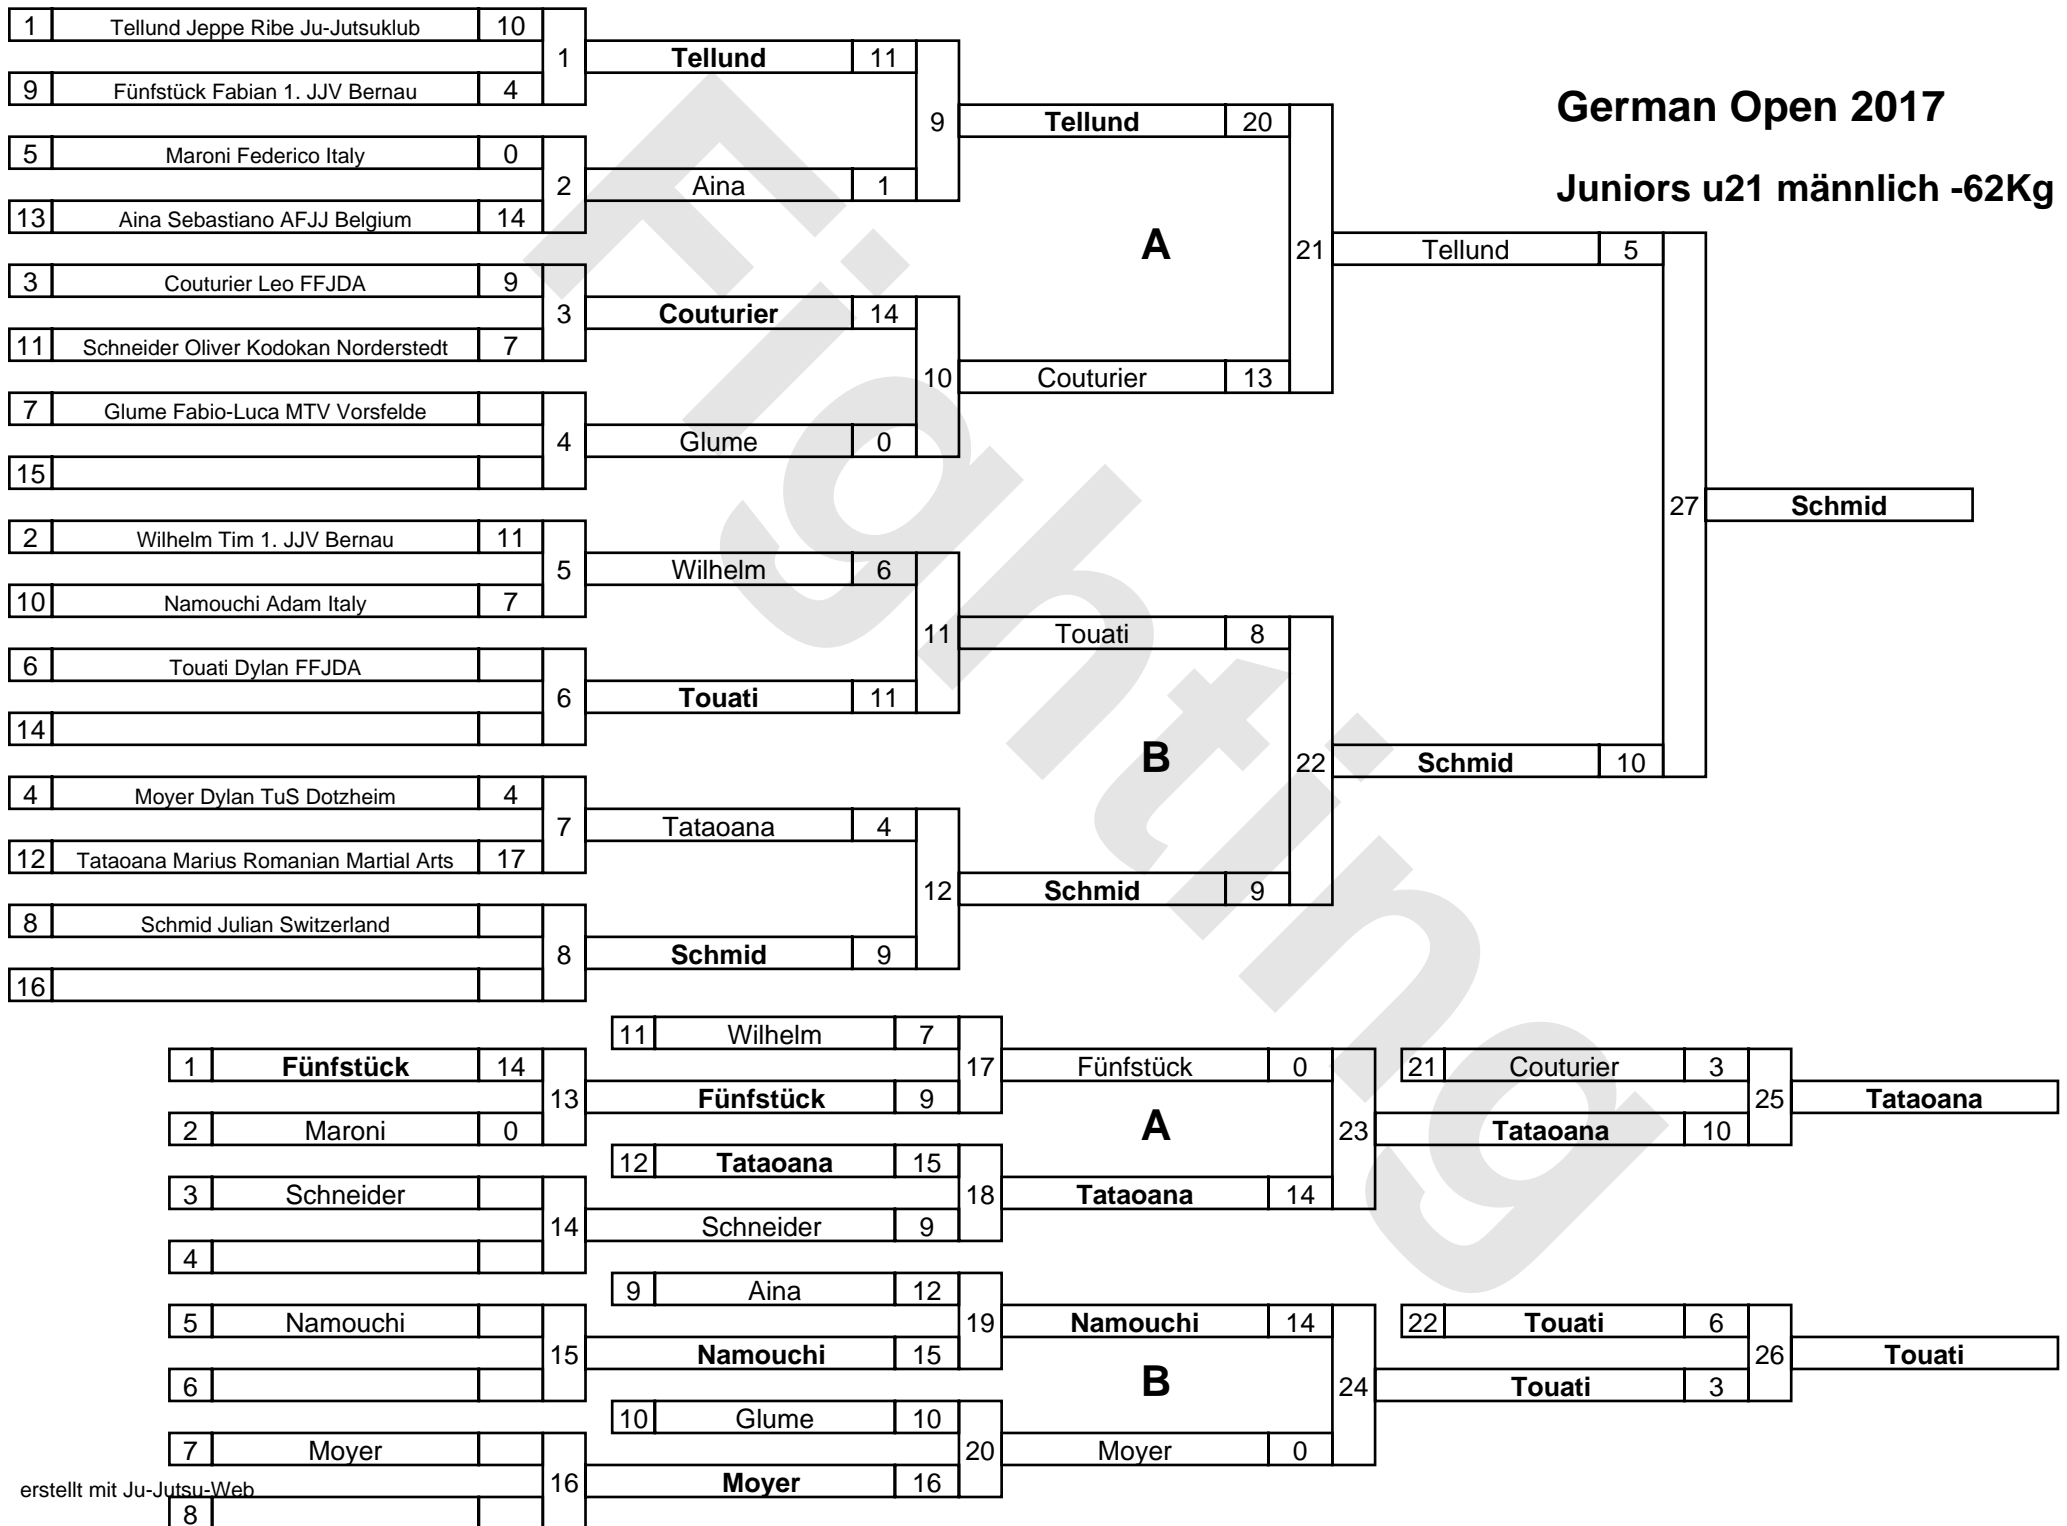 German Open 2017
Juniors u21 männlich -62Kg
Fighting
1 Tellund Jeppe Ribe Ju-Jutsuklub 10
1
Tellund 11
9 Fünfstück Fabian 1. JJV Bernau 4
9
Tellund 20
5 Maroni Federico Italy 0
2
Aina 1
13 Aina Sebastiano AFJJ Belgium 14
A
21
Tellund 5
3 Couturier Leo FFJDA 9
3
Couturier 14
11 Schneider Oliver Kodokan Norderstedt 7
10
Couturier 13
7 Glume Fabio-Luca MTV Vorsfelde
4
Glume 0
15
27
Schmid
2 Wilhelm Tim 1. JJV Bernau 11
5
Wilhelm 6
10 Namouchi Adam Italy 7
11
Touati 8
6 Touati Dylan FFJDA
6
Touati 11
14
B
22
Schmid 10
4 Moyer Dylan TuS Dotzheim 4
7
Tataoana 4
12 Tataoana Marius Romanian Martial Arts 17
12
Schmid 9
8 Schmid Julian Switzerland
8
Schmid 9
16
11 Wilhelm 7
1 Fünfstück 14
17
Fünfstück 0
21 Couturier 3
13
Fünfstück 9
25
Tataoana
2 Maroni 0
A
23
Tataoana 10
12 Tataoana 15
3 Schneider
18
Tataoana 14
14
Schneider 9
4
9 Aina 12
5 Namouchi
19
Namouchi 14
22 Touati 6
15
Namouchi 15
26
Touati
6
B
24
Touati 3
10 Glume 10
7 Moyer
20
Moyer 0
16
Moyer 16
erstellt mit Ju-Jutsu-Web
8